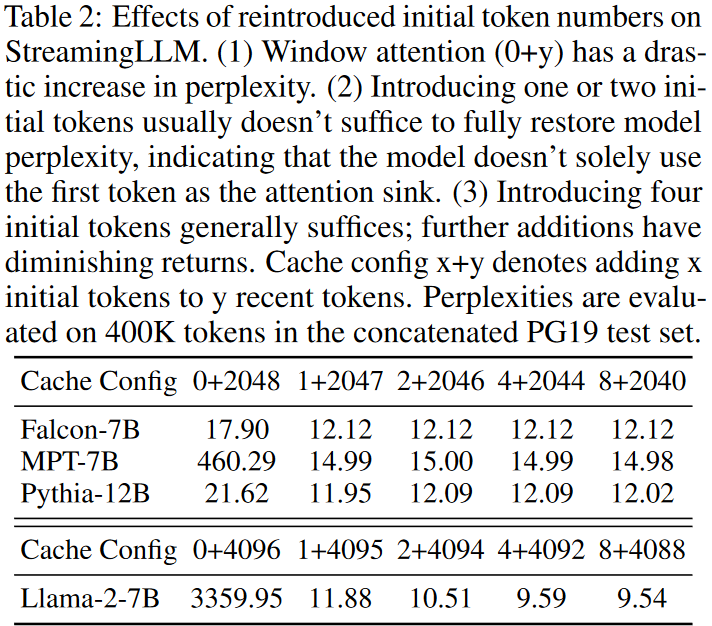 Table 2: Effects of reintroduced initial token numbers on
StreamingLLM. (1) Window attention (0+y) has a dras-
tic increase in perplexity. (2) Introducing one or two ini-
tial tokens usually doesn't suffice to fully restore model
perplexity, indicating that the model doesn't solely use
the first token as the attention sink. (3) Introducing four
initial tokens generally suffices; further additions have
diminishing returns. Cache config x+y denotes adding x
initial tokens to y recent tokens. Perplexities are evalu-
ated on 400K tokens in the concatenated PG19 test set.
Cache Config 0+2048 1+2047 2+2046 4+2044 8+2040
Falcon-7B 17.90 12.12 12.12 12.12 12.12
MPT-7B 460.29 14.99 15.00 14.99 14.98
Pythia-12B 21.62 11.95 12.09 12.09 12.02
Cache Config 0+4096 1+4095 2+4094 4+4092 8+4088
Llama-2-7B 3359.95 11.88 10.51 9.59 9.54